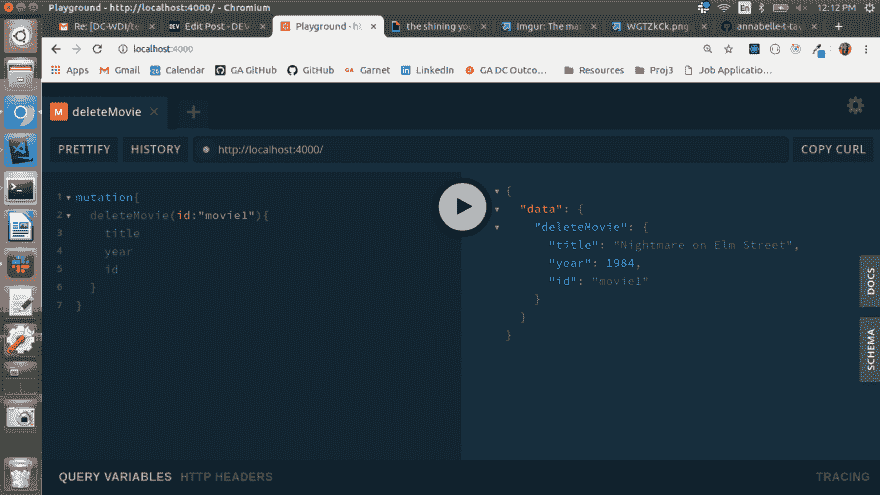 Playground - http://localhost:4000/ - Chromium
En
12:12 PM
Re: [DC-WDI/te
Edit Post - DEV
Playground - ht
the shining you
Imgur: The ma
WGTZkCk.png
annabelle-t-tay
localhost:4000
Apps
Gmail
Calendar
GA GitHub
GitHub
Garnet
LinkedIn
GA DC Outco...
Resources
Proj3
Job Applicatio...
M deleteMovie
PRETTIFY
HISTORY
http://localhost:4000/
COPY CURL
1 mutation{
2 deleteMovie(id:"movie1"){
3 title
4 year
5 id
6 }
7 }
{
"data": {
"deleteMovie": {
"title": "Nightmare on Elm Street",
"year": 1984,
"id": "movie1"
}
}
}
DOCS
SCHEMA
QUERY VARIABLES
HTTP HEADERS
TRACING